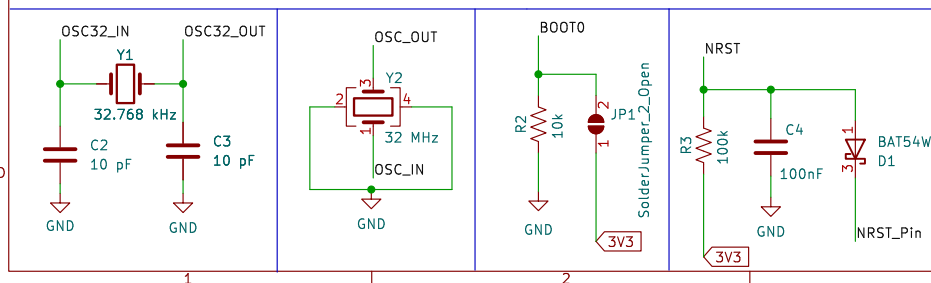 OSC32_IN
OSC32_OUT
Y1
32.768 kHz
C2
10 pF
C3
10 pF
GND
GND
OSC_OUT
3
Y2
2
4
1
32 MHz
OSC_IN
GND
BOOT0
R2
10k
2
JP1
1
SolderJumper_2_Open
GND
3V3
NRST
R3
100k
C4
100nF
1
BAT54W
D1
3
GND
NRST_Pin
3V3
1
2